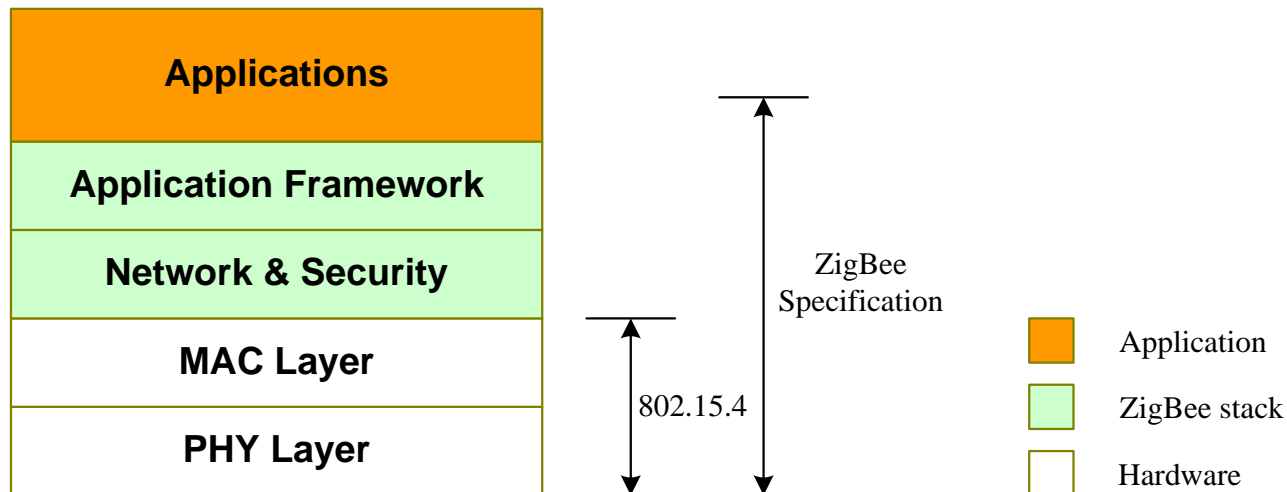 Applications
Application Framework
Network & Security
MAC Layer
PHY Layer
802.15.4
ZigBee
Specification
Application
ZigBee stack
Hardware